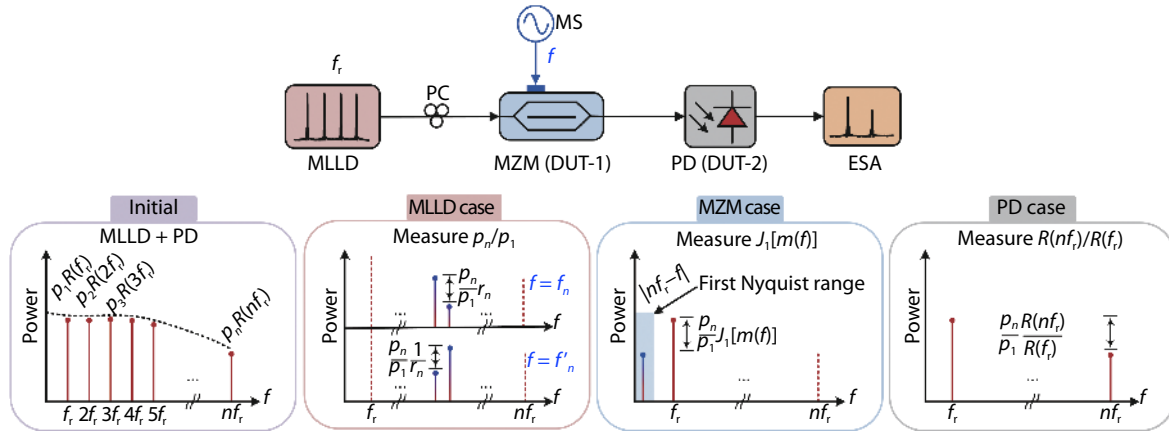 MS
f
f_r
PC
MLLD
MZM (DUT-1)
PD (DUT-2)
ESA
Initial
MLLD + PD
p_1R(f_r)
p_2R(2f_r)
p_3R(3f_r)
p_nR(nf_r)
Power
...
f
f_r 2f_r 3f_r 4f_r 5f_r nf_r
MLLD case
Measure p_n/p_1
Power
p_n/p_1 r_n
f = f_n
... ...
f
p_n/p_1 1/r_n
f = f'_n
... ...
f
f_r nf_r
MZM case
Measure J_1[m(f)]
|nf_r–f|
First Nyquist range
Power
p_n/p_1 J_1[m(f)]
...
f
f_r nf_r
PD case
Measure R(nf_r)/R(f_r)
Power
p_n/p_1 R(nf_r)/R(f_r)
...
f
f_r nf_r